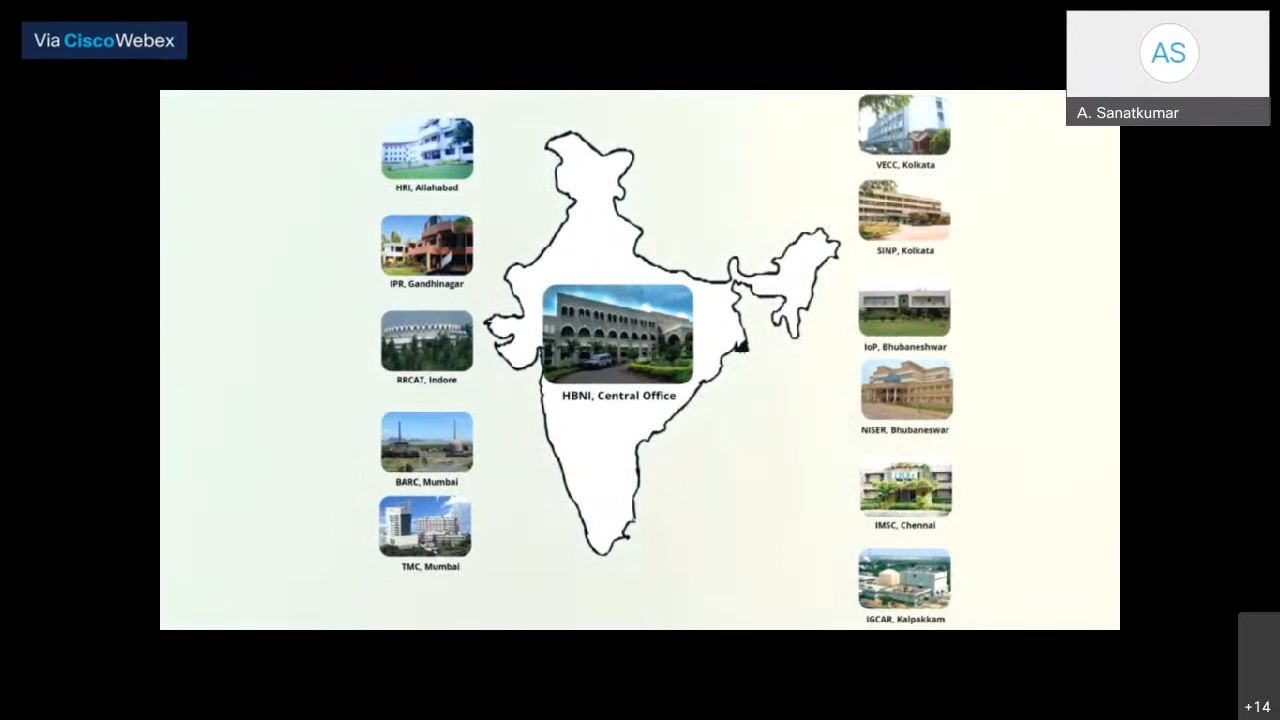 Via CiscoWebex
AS
A. Sanatkumar
HRI, Allahabad
IPR, Gandhinagar
RRCAT, Indore
BARC, Mumbai
TMC, Mumbai
HBNI, Central Office
VECC, Kolkata
SINP, Kolkata
IoP, Bhubaneshwar
NISER, Bhubaneswar
IMSC, Chennai
IGCAR, Kalpakkam
+14